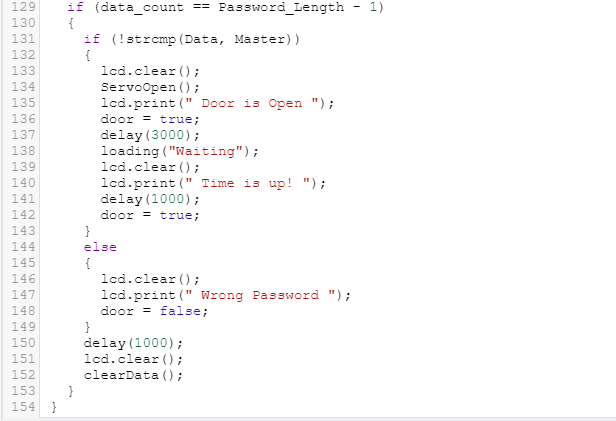 129 if (data_count == Password_Length - 1)
130 {
131 if (!strcmp(Data, Master))
132 {
133 lcd.clear();
134 ServoOpen();
135 lcd.print(" Door is Open ");
136 door = true;
137 delay(3000);
138 loading("Waiting");
139 lcd.clear();
140 lcd.print(" Time is up! ");
141 delay(1000);
142 door = true;
143 }
144 else
145 {
146 lcd.clear();
147 lcd.print(" Wrong Password ");
148 door = false;
149 }
150 delay(1000);
151 lcd.clear();
152 clearData();
153 }
154 }